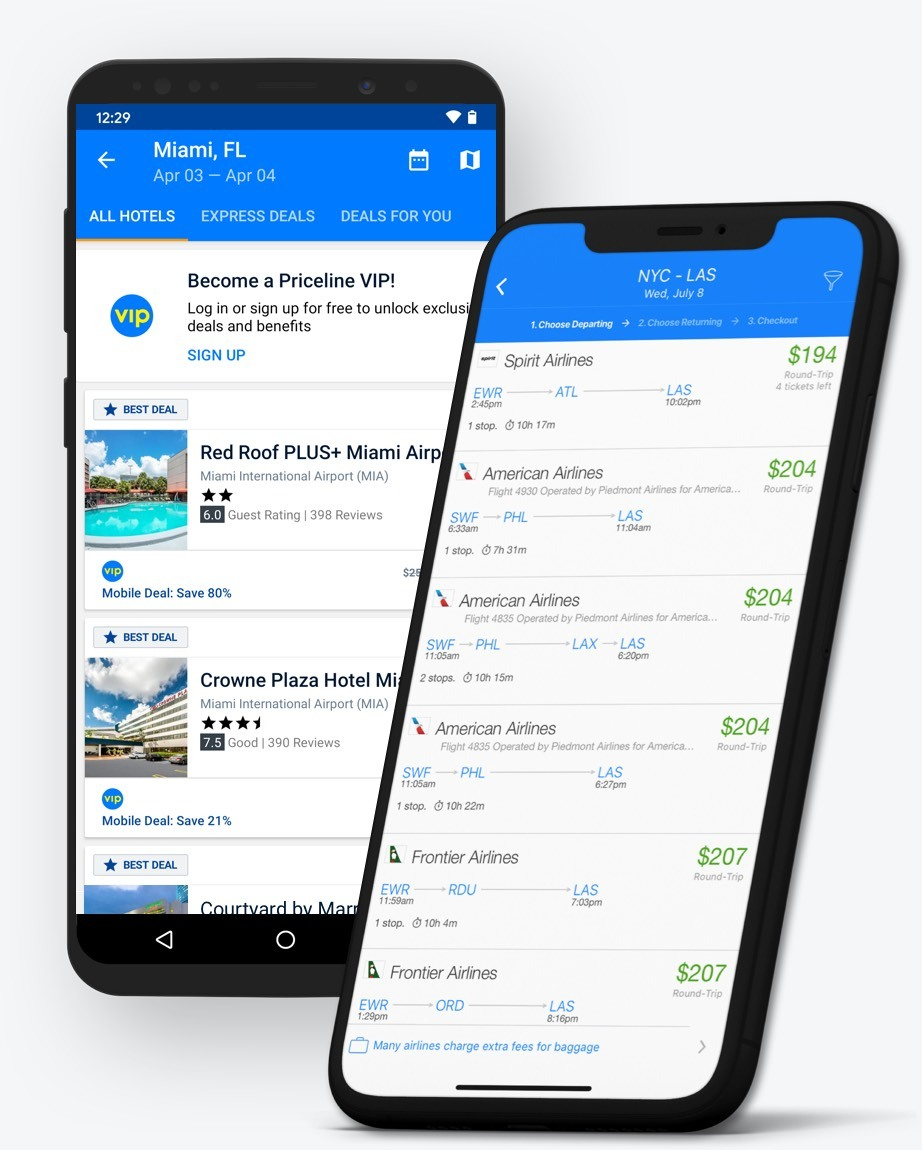 12:29
Miami, FL
Apr 03 — Apr 04
ALL HOTELS EXPRESS DEALS DEALS FOR YOU
Become a Priceline VIP!
vip
Log in or sign up for free to unlock exclusi
deals and benefits
SIGN UP
BEST DEAL
Red Roof PLUS+ Miami Airp
Miami International Airport (MIA)
6.0 Guest Rating | 398 Reviews
vip
$25
Mobile Deal: Save 80%
BEST DEAL
Crowne Plaza Hotel Mia
Miami International Airport (MIA)
7.5 Good | 390 Reviews
vip
Mobile Deal: Save 21%
BEST DEAL
Courtyard by Marr
NYC - LAS
Wed, July 8
1. Choose Departing → 2. Choose Returning → 3. Checkout
spirit Spirit Airlines $194
Round-Trip
4 tickets left
EWR ATL LAS
2:45pm 10:02pm
1 stop. 10h 17m
American Airlines $204
Flight 4930 Operated by Piedmont Airlines for America... Round-Trip
SWF PHL LAS
6:33am 11:04am
1 stop. 7h 31m
American Airlines $204
Flight 4835 Operated by Piedmont Airlines for America... Round-Trip
SWF PHL LAX LAS
11:05am 6:20pm
2 stops. 10h 15m
American Airlines $204
Flight 4835 Operated by Piedmont Airlines for America... Round-Trip
SWF PHL LAS
11:05am 6:27pm
1 stop. 10h 22m
Frontier Airlines $207
Round-Trip
EWR RDU LAS
11:59am 7:03pm
1 stop. 10h 4m
Frontier Airlines $207
Round-Trip
EWR ORD LAS
1:29pm 8:16pm
Many airlines charge extra fees for baggage